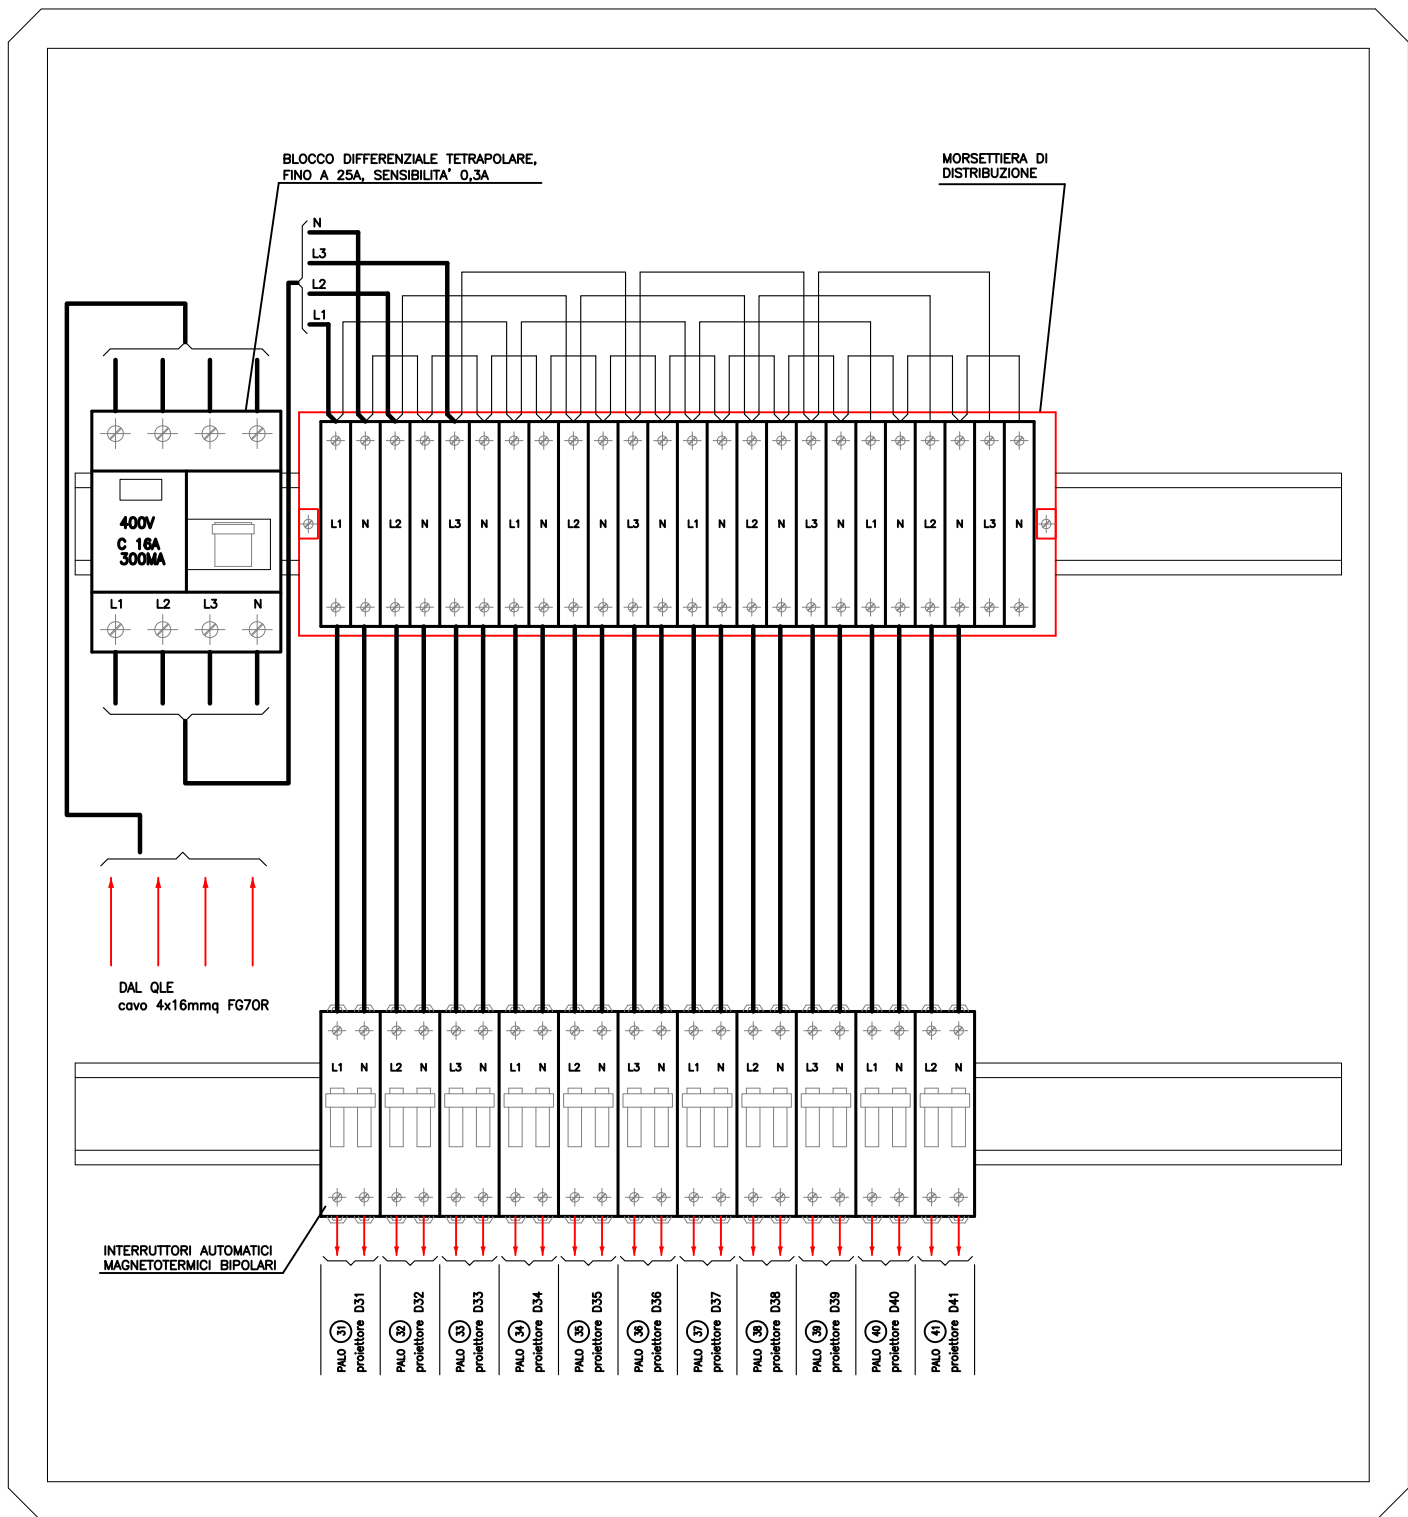 BLOCCO DIFFERENZIALE TETRAPOLARE,
FINO A 25A, SENSIBILITA' 0,3A
MORSETTIERA DI
DISTRIBUZIONE
N
L3
L2
L1
400V
C 16A
300MA
L1 L2 L3 N
L1 N L2 N L3 N L1 N L2 N L3 N L1 N L2 N L3 N L1 N L2 N L3 N
DAL QLE
cavo 4x16mmq FG7OR
L1 N L2 N L3 N L1 N L2 N L3 N L1 N L2 N L3 N L1 N L2 N
INTERRUTTORI AUTOMATICI
MAGNETOTERMICI BIPOLARI
PALO 31
proiettore D31
PALO 32
proiettore D32
PALO 33
proiettore D33
PALO 34
proiettore D34
PALO 35
proiettore D35
PALO 36
proiettore D36
PALO 37
proiettore D37
PALO 38
proiettore D38
PALO 39
proiettore D39
PALO 40
proiettore D40
PALO 41
proiettore D41